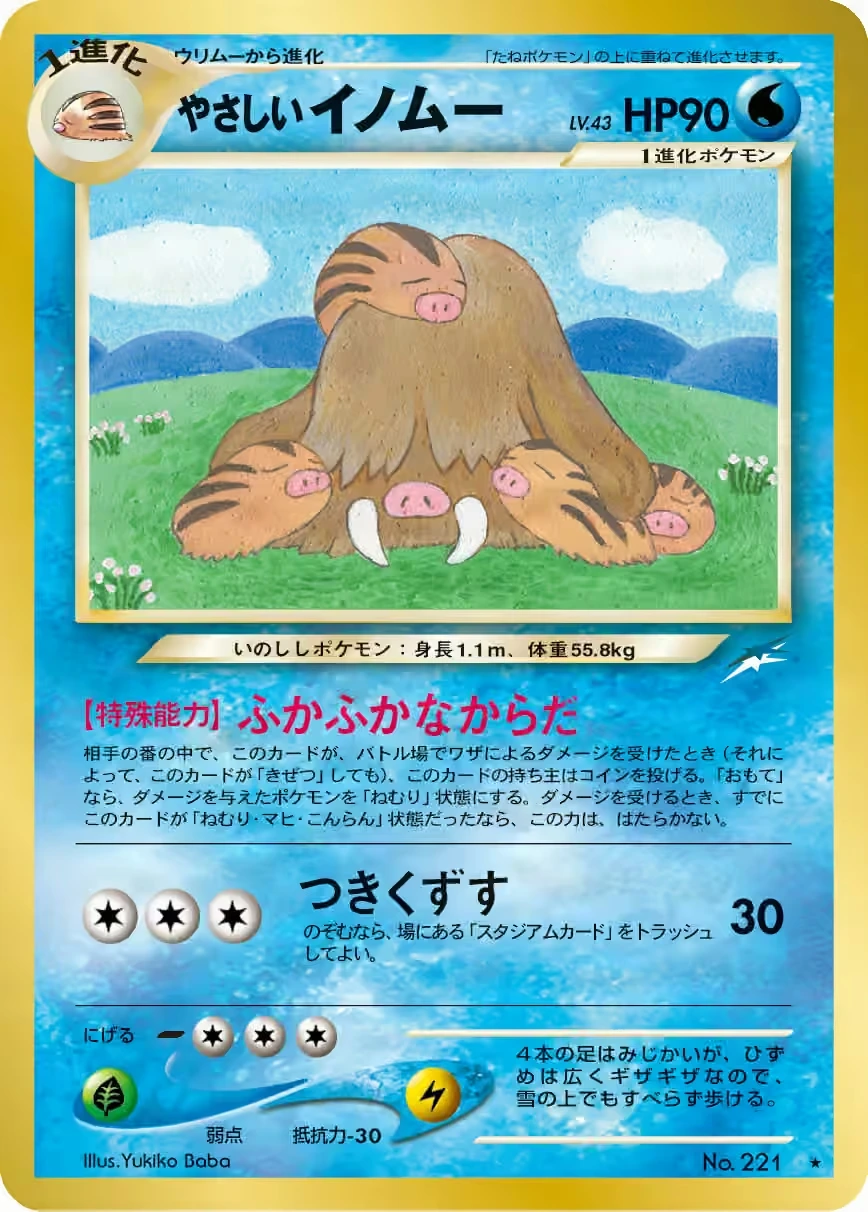 1進化
ウリムーから進化
「たねポケモン」の上に重ねて進化させます。
やさしいイノムー
LV.43 HP90
1進化ポケモン
いのししポケモン:身長1.1m、体重55.8kg
【特殊能力】ふかふかなからだ
相手の番の中で、このカードが、バトル場でワザによるダメージを受けたとき(それに
よって、このカードが「きぜつ」しても)、このカードの持ち主はコインを投げる。「おもて」
なら、ダメージを与えたポケモンを「ねむり」状態にする。ダメージを受けるとき、すでに
このカードが「ねむり・マヒ・こんらん」状態だったなら、この力は、はたらかない。
つきくずす
30
のぞむなら、場にある「スタジアムカード」をトラッシュ
してよい。
にげる
4本の足はみじかいが、ひず
めは広くギザギザなので、
雪の上でもすべらず歩ける。
弱点
抵抗力-30
Illus.Yukiko Baba
No.221 ★